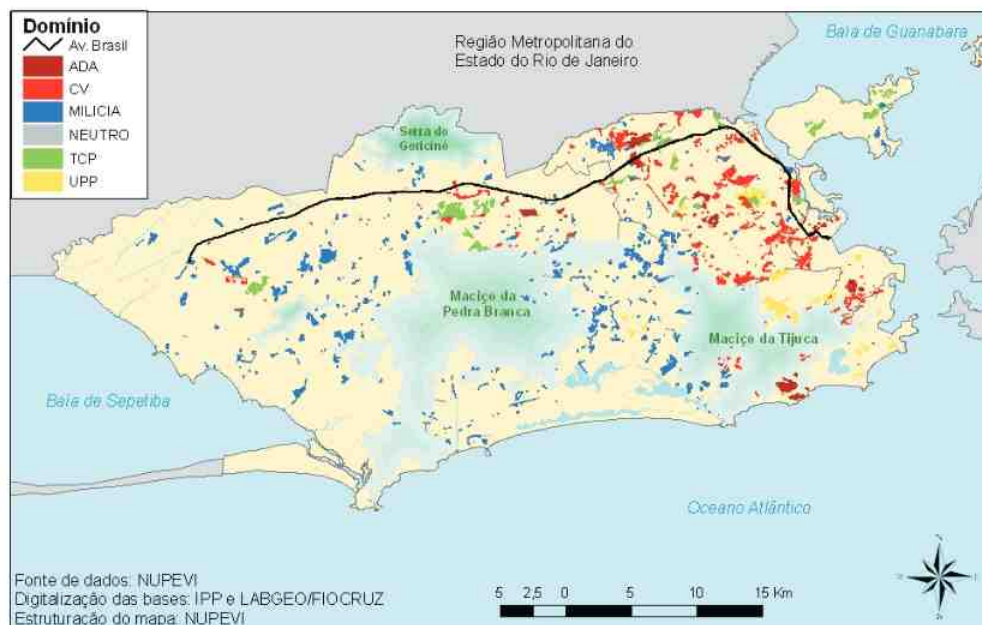 Domínio
Av. Brasil
ADA
CV
MILICIA
NEUTRO
TCP
UPP
Região Metropolitana do
Estado do Rio de Janeiro
Baía de Guanabara
Serra do
Gericinó
Maciço da
Pedra Branca
Maciço da Tijuca
Baía de Sepetiba
Oceano Atlântico
Fonte de dados: NUPEVI
Digitalização das bases: IPP e LABGEO/FIOCRUZ
Estruturação do mapa: NUPEVI
5 2,5 0 5 10 15 Km